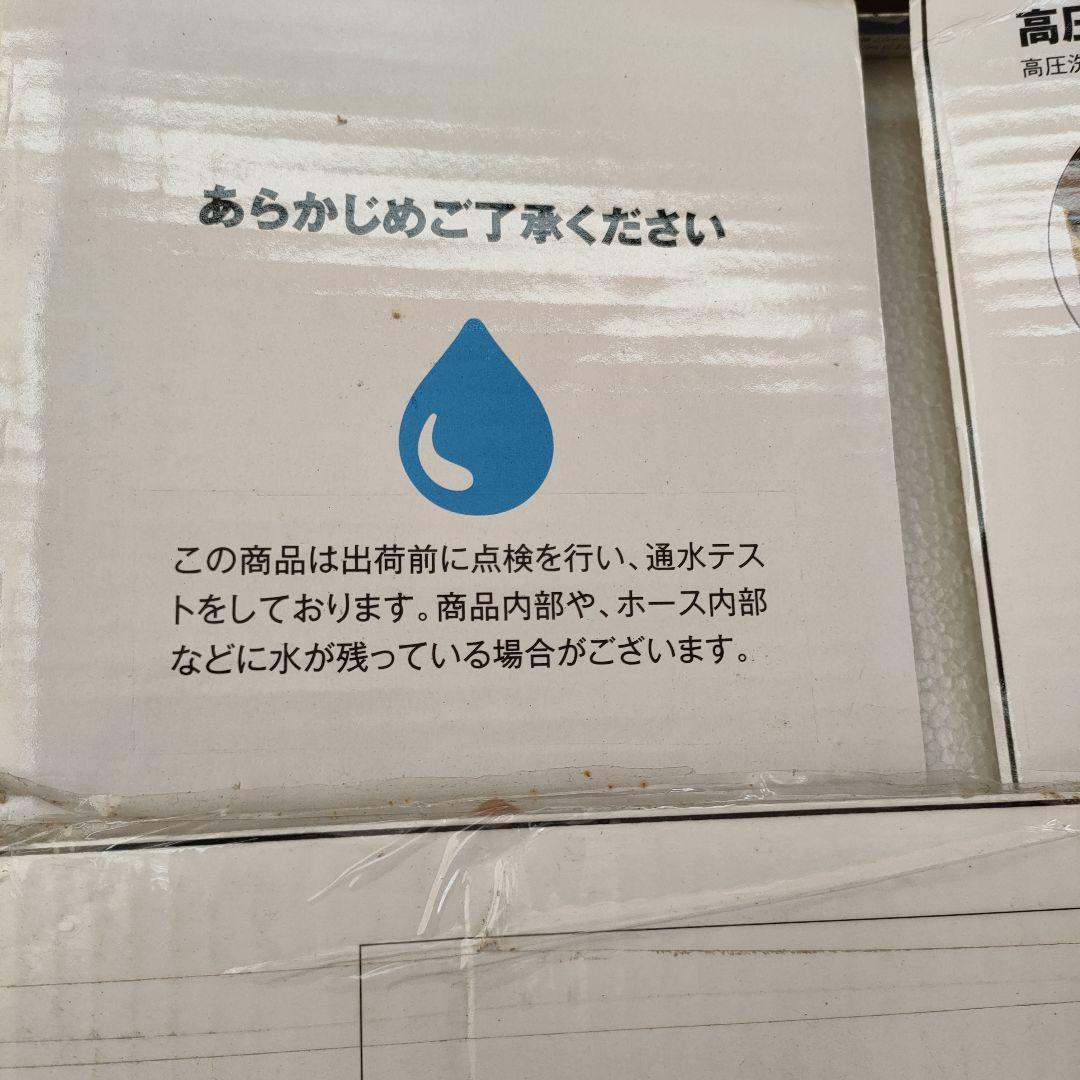 あらかじめご了承ください
この商品は出荷前に点検を行い、通水テス
トをしております。商品内部や、ホース内部
などに水が残っている場合がございます。
高圧
高圧洗